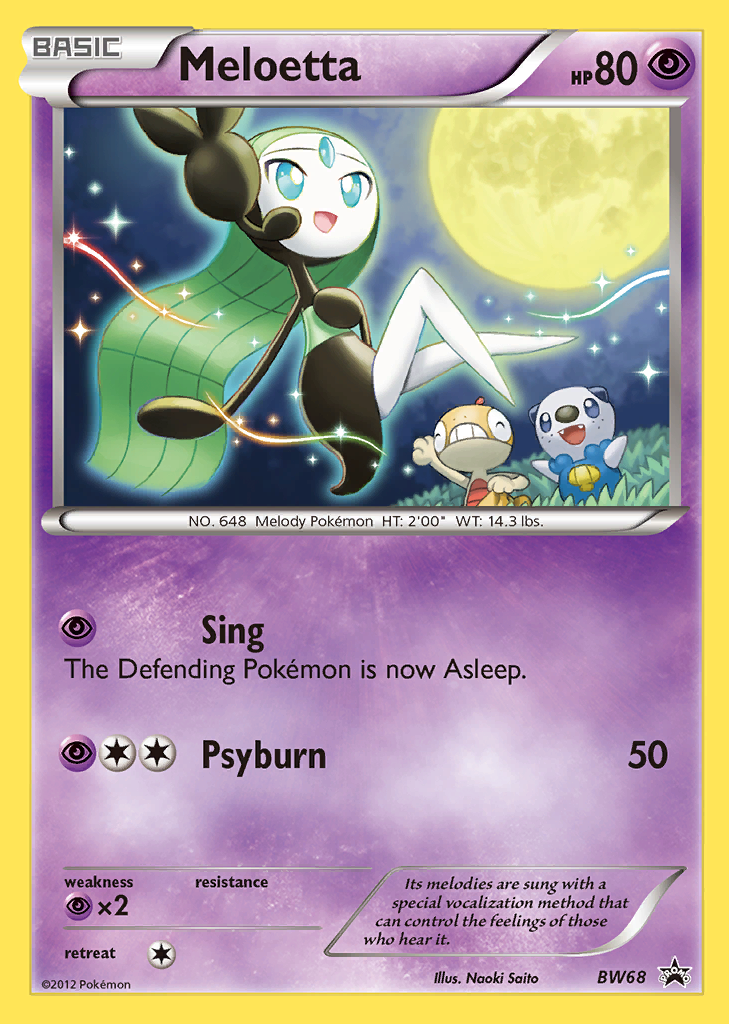 BASIC Meloetta HP80
NO. 648 Melody Pokémon HT: 2'00" WT: 14.3 lbs.
Sing
The Defending Pokémon is now Asleep.
Psyburn 50
weakness resistance
×2
retreat
Its melodies are sung with a
special vocalization method that
can control the feelings of those
who hear it.
©2012 Pokémon Illus. Naoki Saito BW68 PROMO